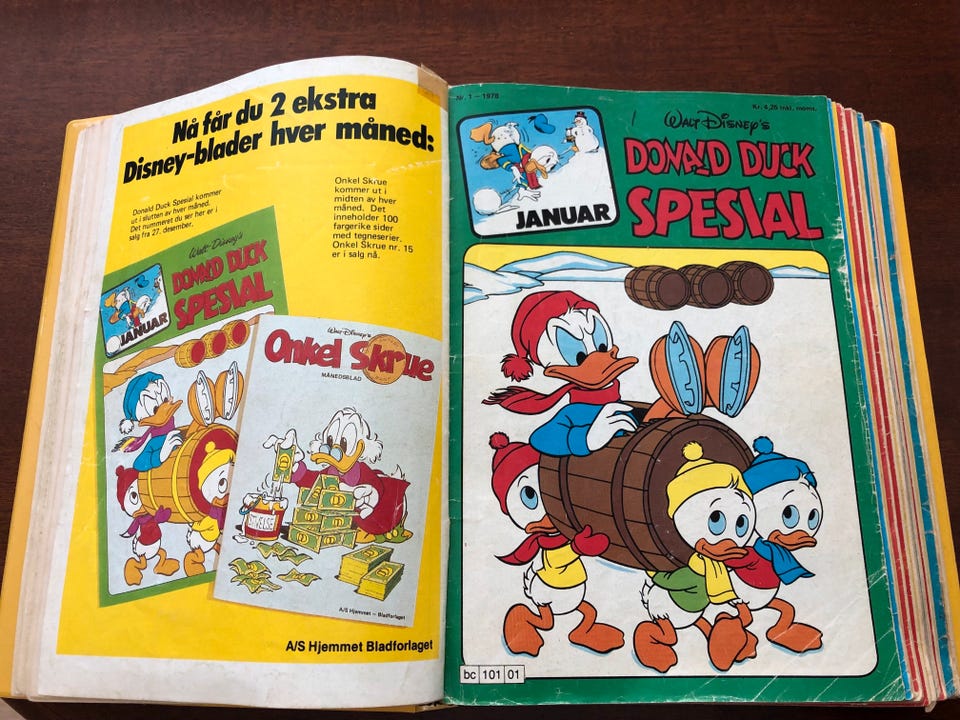 Nå får du 2 ekstra
Disney-blader hver måned:
Donald Duck Spesial kommer
ut i slutten av hver måned.
Det nummeret du ser her er i
salg fra 27. desember.
Onkel Skrue
kommer ut i
midten av hver
måned. Det
inneholder 100
fargerike sider
med tegneserier.
Onkel Skrue nr. 15
er i salg nå.
Walt Disney's
DONALD DUCK
SPESIAL
JANUAR
Walt Disney's
Onkel Skrue
MÅNEDSBLAD
STIVELSE
A/S Hjemmet – Bladforlaget
A/S Hjemmet Bladforlaget
Nr. 1 – 1978
Kr. 4,25 inkl. moms.
Walt Disney's
DONALD DUCK
SPESIAL
JANUAR
bc 101 01